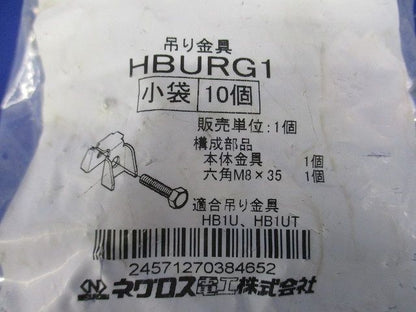 吊り金具
HBURG1
小袋 10個
販売単位:1個
構成部品
本体金具 1個
六角M8×35 1個
適合吊り金具
HB1U、HB1UT
24571270384652
ネグロス電工株式会社